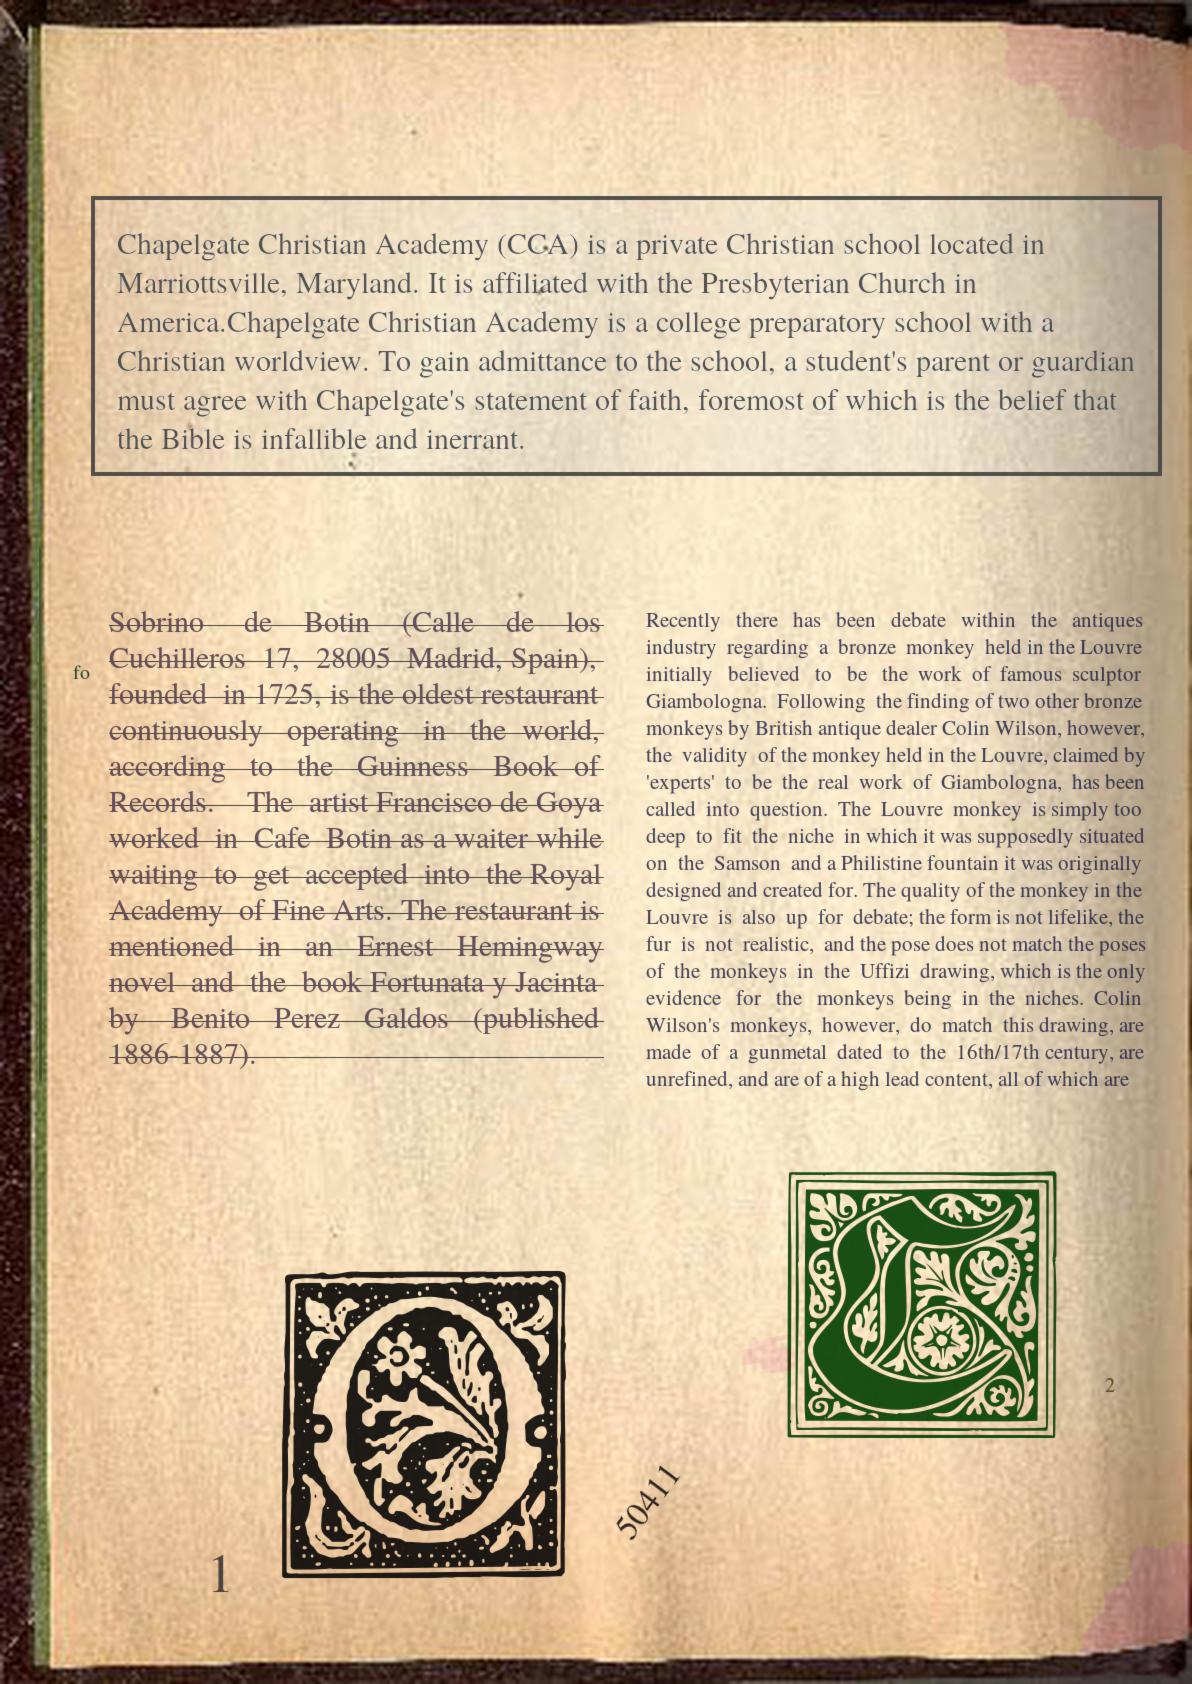 Chapelgate Christian Academy (CCA) is a private Christian school located in
Marriottsville, Maryland. It is affiliated with the Presbyterian Church in
America.Chapelgate Christian Academy is a college preparatory school with a
Christian worldview. To gain admittance to the school, a student's parent or guardian
must agree with Chapelgate's statement of faith, foremost of which is the belief that
the Bible is infallible and inerrant.
fo
Sobrino de Botin (Calle de los
Cuchilleros 17, 28005 Madrid, Spain),
founded in 1725, is the oldest restaurant
continuously operating in the world,
according to the Guinness Book of
Records. The artist Francisco de Goya
worked in Cafe Botin as a waiter while
waiting to get accepted into the Royal
Academy of Fine Arts. The restaurant is
mentioned in an Ernest Hemingway
novel and the book Fortunata y Jacinta
by Benito Perez Galdos (published
1886-1887).
Recently there has been debate within the antiques
industry regarding a bronze monkey held in the Louvre
initially believed to be the work of famous sculptor
Giambologna. Following the finding of two other bronze
monkeys by British antique dealer Colin Wilson, however,
the validity of the monkey held in the Louvre, claimed by
'experts' to be the real work of Giambologna, has been
called into question. The Louvre monkey is simply too
deep to fit the niche in which it was supposedly situated
on the Samson and a Philistine fountain it was originally
designed and created for. The quality of the monkey in the
Louvre is also up for debate; the form is not lifelike, the
fur is not realistic, and the pose does not match the poses
of the monkeys in the Uffizi drawing, which is the only
evidence for the monkeys being in the niches. Colin
Wilson's monkeys, however, do match this drawing, are
made of a gunmetal dated to the 16th/17th century, are
unrefined, and are of a high lead content, all of which are
O
2
50411
1